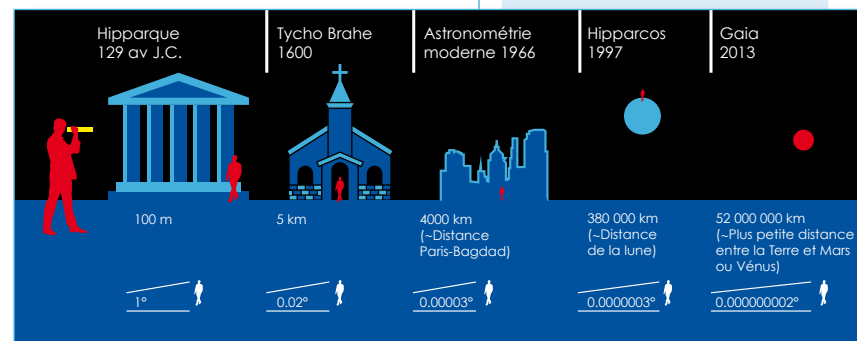 Hipparque
129 av J.C.
Tycho Brahe
1600
Astronométrie
moderne 1966
Hipparcos
1997
Gaia
2013
100 m
5 km
4000 km
(~Distance
Paris-Bagdad)
380 000 km
(~Distance
de la lune)
52 000 000 km
(~Plus petite distance
entre la Terre et Mars
ou Vénus)
1°
0.02°
0.00003°
0.0000003°
0.000000002°